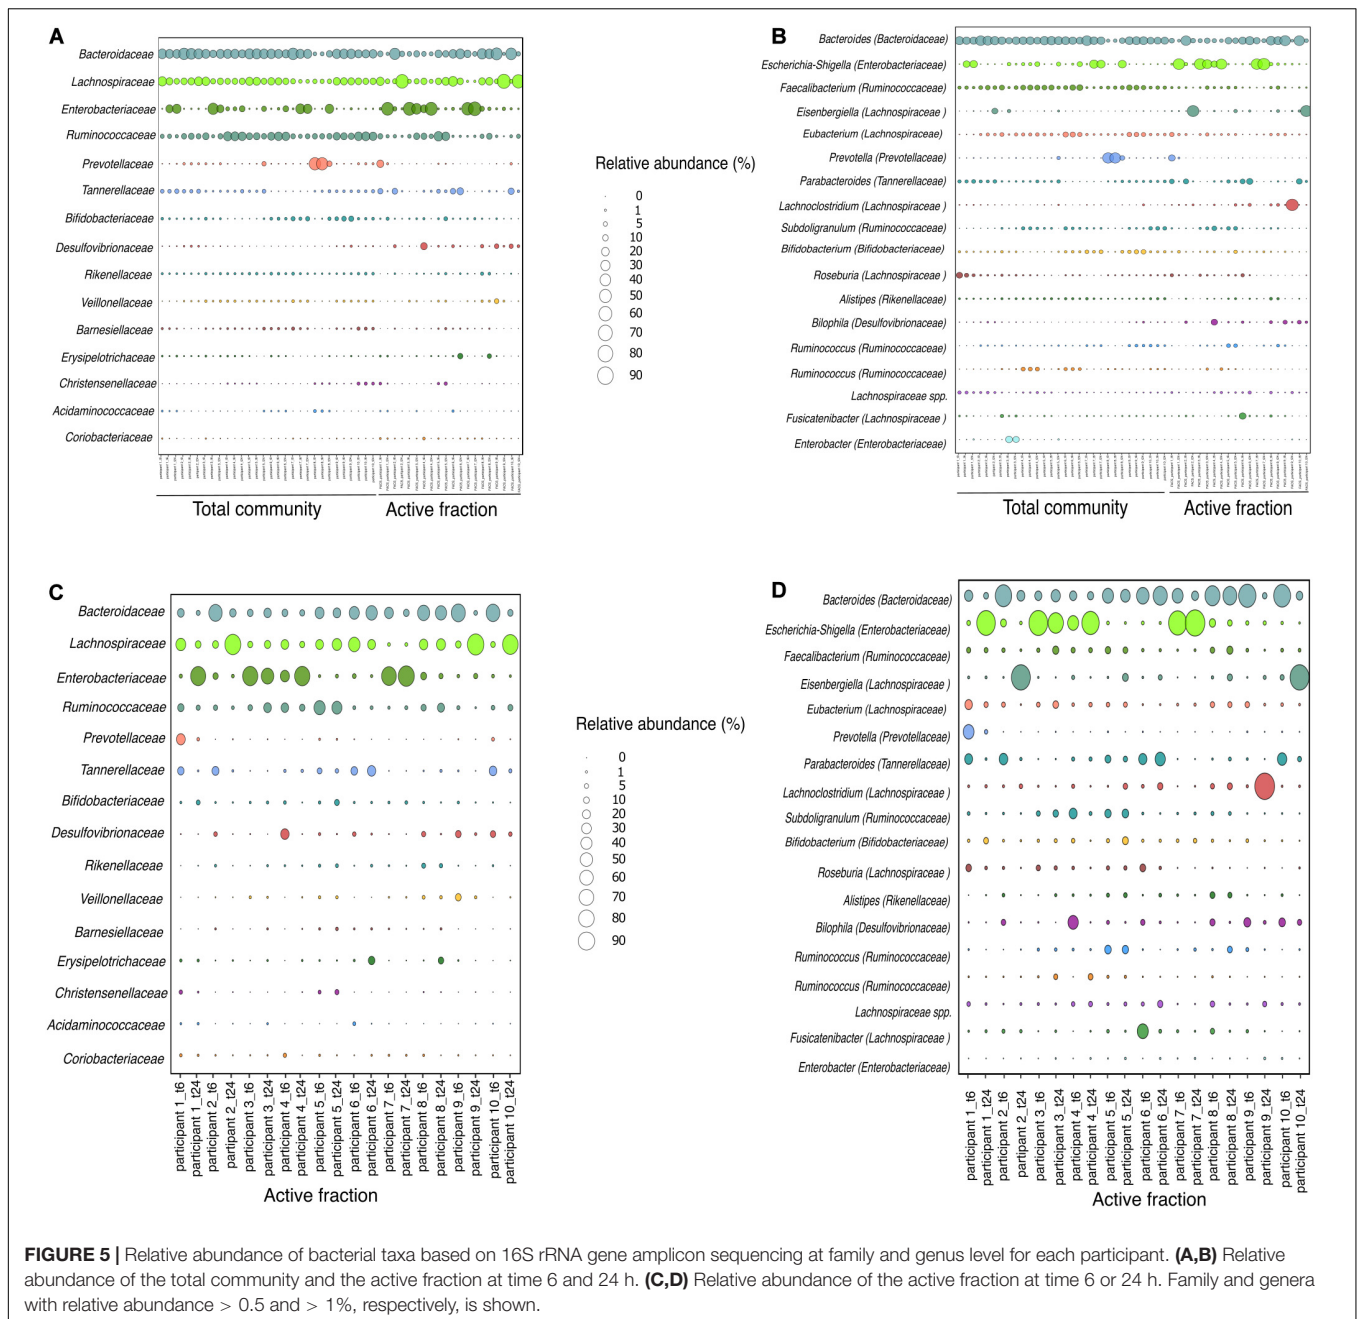 A
Bacteroidaceae
Lachnospiraceae
Enterobacteriaceae
Ruminococcaceae
Prevotellaceae
Tannerellaceae
Bifidobacteriaceae
Desulfovibrionaceae
Rikenellaceae
Veillonellaceae
Barnesiellaceae
Erysipelotrichaceae
Christensenellaceae
Acidaminococcaceae
Coriobacteriaceae
Total community
Active fraction
Relative abundance (%)
0
1
5
10
20
30
40
50
60
70
80
90
B
Bacteroides (Bacteroidaceae)
Escherichia-Shigella (Enterobacteriaceae)
Faecalibacterium (Ruminococcaceae)
Eisenbergiella (Lachnospiraceae )
Eubacterium (Lachnospiraceae)
Prevotella (Prevotellaceae)
Parabacteroides (Tannerellaceae)
Lachnoclostridium (Lachnospiraceae )
Subdoligranulum (Ruminococcaceae)
Bifidobacterium (Bifidobacteriaceae)
Roseburia (Lachnospiraceae )
Alistipes (Rikenellaceae)
Bilophila (Desulfovibrionaceae)
Ruminococcus (Ruminococcaceae)
Ruminococcus (Ruminococcaceae)
Lachnospiraceae spp.
Fusicatenibacter (Lachnospiraceae )
Enterobacter (Enterobacteriaceae)
Total community
Active fraction
C
Bacteroidaceae
Lachnospiraceae
Enterobacteriaceae
Ruminococcaceae
Prevotellaceae
Tannerellaceae
Bifidobacteriaceae
Desulfovibrionaceae
Rikenellaceae
Veillonellaceae
Barnesiellaceae
Erysipelotrichaceae
Christensenellaceae
Acidaminococcaceae
Coriobacteriaceae
participant 1_t6
participant 1_t24
participant 2_t6
partipant 2_t24
participant 3_t6
participant 3_t24
participant 4_t6
participant 4_t24
participant 5_t6
participant 5_t24
participant 6_t6
participant 6_t24
participant 7_t6
participant 7_t24
participant 8_t6
participant 8_t24
participant 9_t6
participant 9_t24
participant 10_t6
participant 10_t24
Active fraction
Relative abundance (%)
0
1
5
10
20
30
40
50
60
70
80
90
D
Bacteroides (Bacteroidaceae)
Escherichia-Shigella (Enterobacteriaceae)
Faecalibacterium (Ruminococcaceae)
Eisenbergiella (Lachnospiraceae )
Eubacterium (Lachnospiraceae)
Prevotella (Prevotellaceae)
Parabacteroides (Tannerellaceae)
Lachnoclostridium (Lachnospiraceae )
Subdoligranulum (Ruminococcaceae)
Bifidobacterium (Bifidobacteriaceae)
Roseburia (Lachnospiraceae )
Alistipes (Rikenellaceae)
Bilophila (Desulfovibrionaceae)
Ruminococcus (Ruminococcaceae)
Ruminococcus (Ruminococcaceae)
Lachnospiraceae spp.
Fusicatenibacter (Lachnospiraceae )
Enterobacter (Enterobacteriaceae)
participant 1_t6
participant 1_t24
participant 2_t6
partipant 2_t24
participant 3_t6
participant 3_t24
participant 4_t6
participant 4_t24
participant 5_t6
participant 5_t24
participant 6_t6
participant 6_t24
participant 7_t6
participant 7_t24
participant 8_t6
participant 8_t24
participant 9_t6
participant 9_t24
participant 10_t6
participant 10_t24
Active fraction
FIGURE 5 | Relative abundance of bacterial taxa based on 16S rRNA gene amplicon sequencing at family and genus level for each participant. (A,B) Relative
abundance of the total community and the active fraction at time 6 and 24 h. (C,D) Relative abundance of the active fraction at time 6 or 24 h. Family and genera
with relative abundance > 0.5 and > 1%, respectively, is shown.